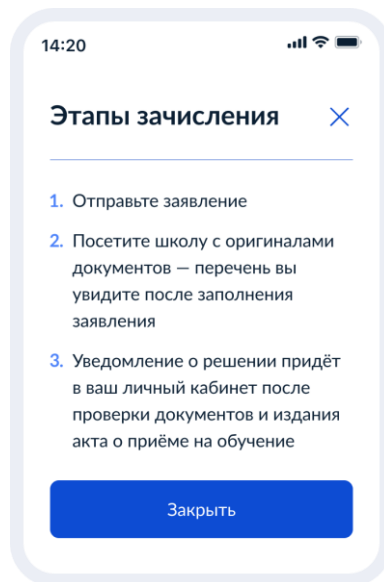 14:20
Этапы зачисления
1. Отправьте заявление
2. Посетите школу с оригиналами
документов — перечень вы
увидите после заполнения
заявления
3. Уведомление о решении придёт
в ваш личный кабинет после
проверки документов и издания
акта о приёме на обучение
Закрыть